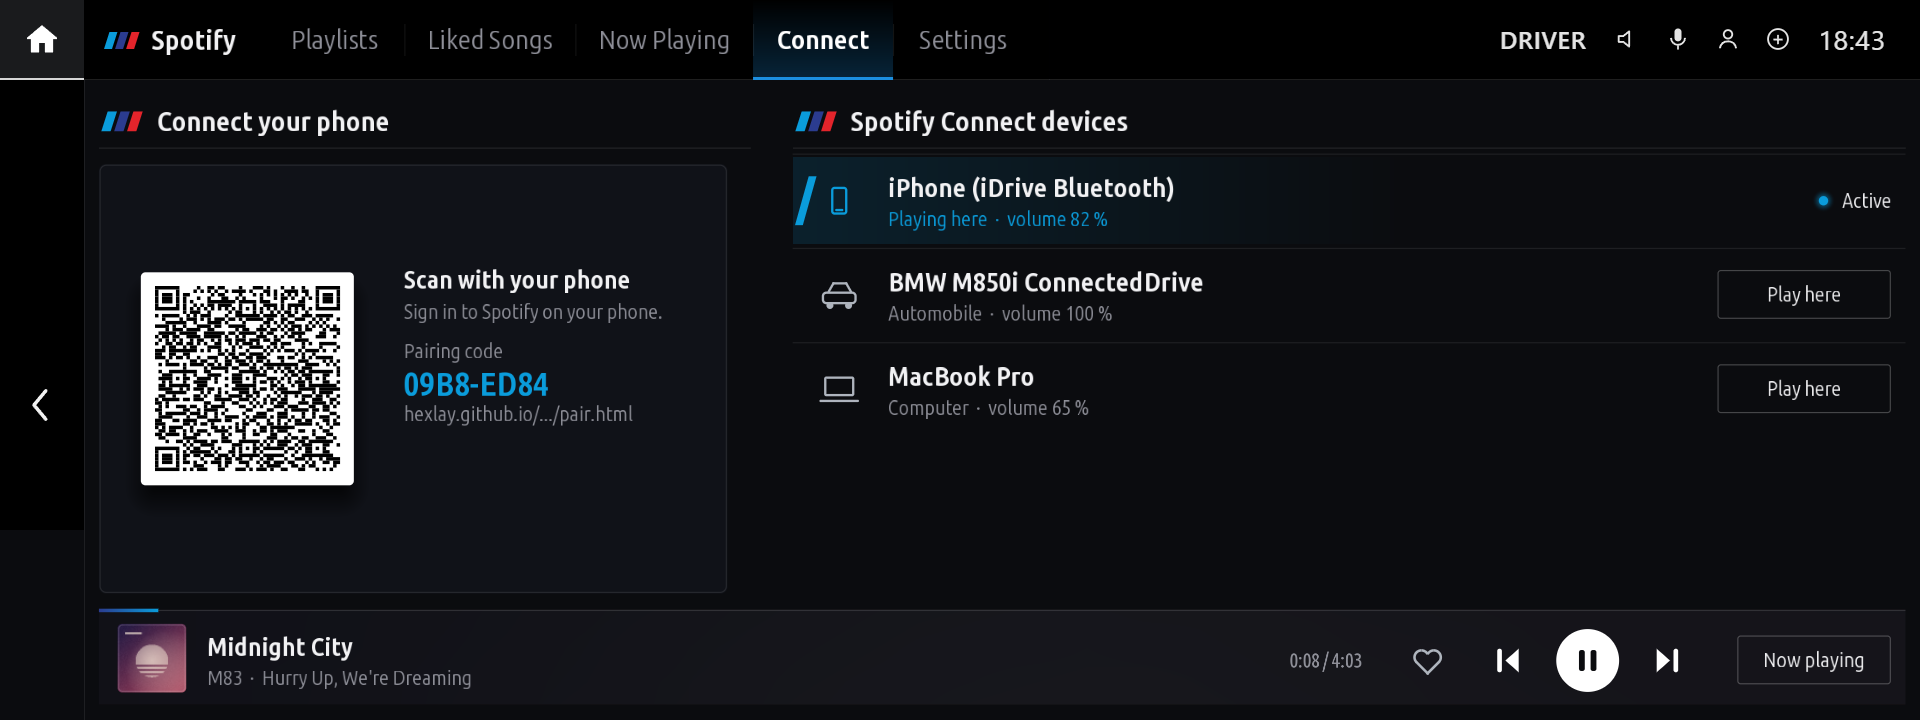 Spotify
Playlists
Liked Songs
Now Playing
Connect
Settings
DRIVER
18:43
Connect your phone
Scan with your phone
Sign in to Spotify on your phone.
Pairing code
09B8-ED84
hexlay.github.io/.../pair.html
Spotify Connect devices
iPhone (iDrive Bluetooth)
Playing here · volume 82 %
Active
BMW M850i ConnectedDrive
Automobile · volume 100 %
Play here
MacBook Pro
Computer · volume 65 %
Play here
Midnight City
M83 · Hurry Up, We're Dreaming
0:08 / 4:03
Now playing